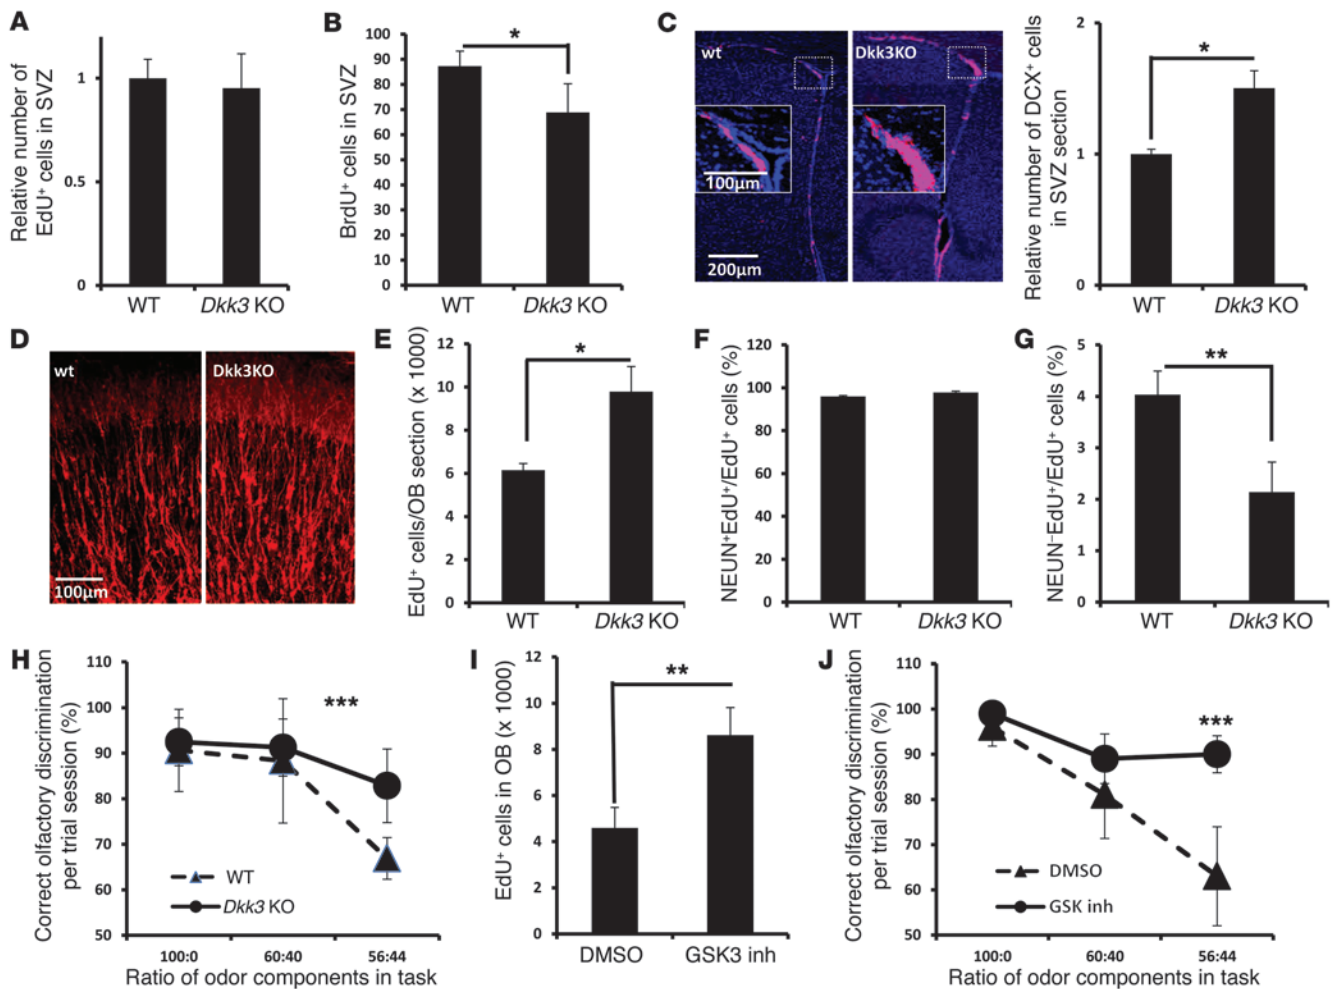 A
Relative number of
EdU⁺ cells in SVZ
1
0.5
0
WT
Dkk3 KO
B
BrdU⁺ cells in SVZ
100
90
80
70
60
50
40
30
20
10
0
*
WT
Dkk3 KO
C
wt
Dkk3KO
100μm
200μm
Relative number of DCX⁺ cells
in SVZ section
2
1
0
*
WT
Dkk3 KO
D
wt
Dkk3KO
100μm
E
EdU⁺ cells/OB section (x 1000)
12
10
8
6
4
2
0
*
WT
Dkk3 KO
F
NEUN⁺EdU⁺/EdU⁺ cells (%)
120
100
80
60
40
20
0
WT
Dkk3 KO
G
NEUN⁻EdU⁺/EdU⁺ cells (%)
5
4
3
2
1
0
**
WT
Dkk3 KO
H
Correct olfactory discrimination
per trial session (%)
110
100
90
80
70
60
50
***
WT
Dkk3 KO
100:0
60:40
56:44
Ratio of odor components in task
I
EdU⁺ cells in OB (x 1000)
12
10
8
6
4
2
0
**
DMSO
GSK3 inh
J
Correct olfactory discrimination
per trial session (%)
110
100
90
80
70
60
50
***
DMSO
GSK inh
100:0
60:40
56:44
Ratio of odor components in task